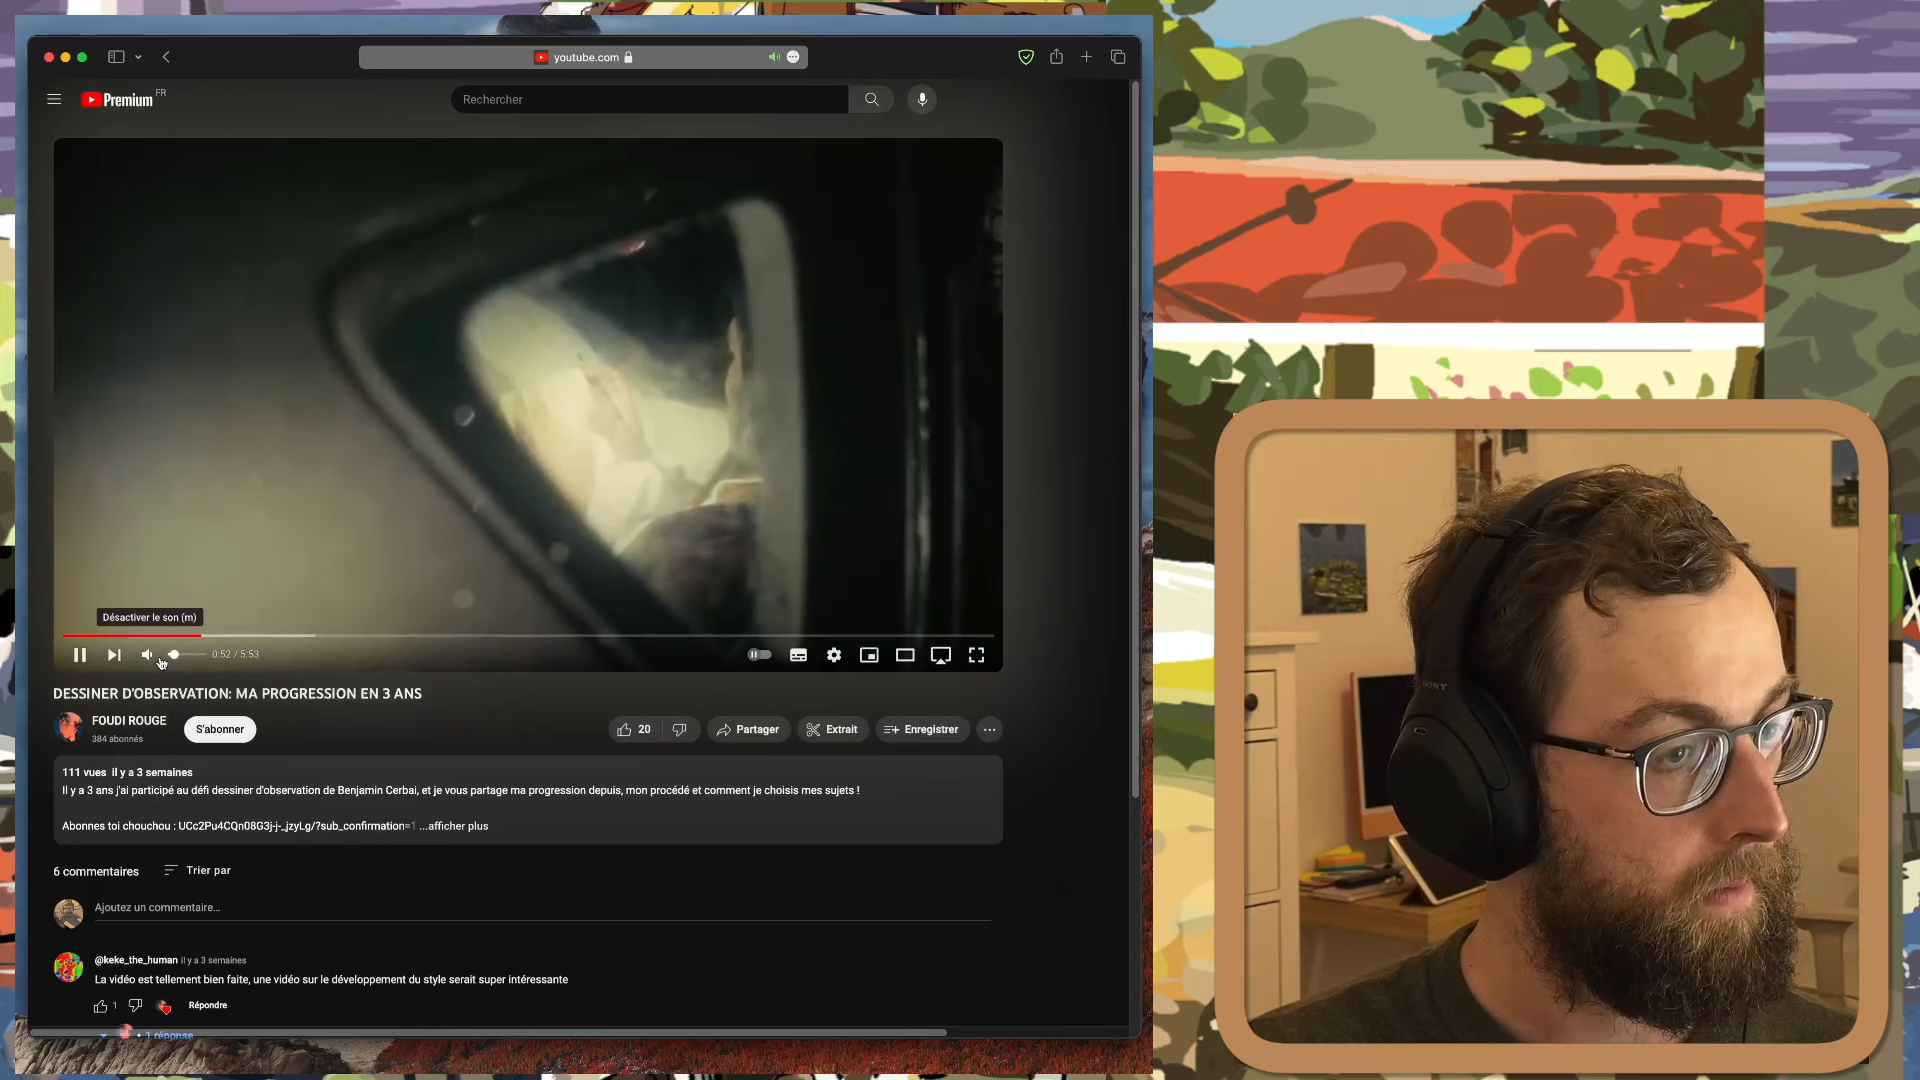 youtube.com
Premium FR
Rechercher
Désactiver le son (m)
0:52 / 5:53
DESSINER D'OBSERVATION: MA PROGRESSION EN 3 ANS
FOUDI ROUGE
384 abonnés
S'abonner
20
Partager
Extrait
Enregistrer
111 vues il y a 3 semaines
Il y a 3 ans j'ai participé au défi dessiner d'observation de Benjamin Cerbai, et je vous partage ma progression depuis, mon procédé et comment je choisis mes sujets !
Abonnes toi chouchou : UCc2Pu4CQn08G3j-j-_jzyLg/?sub_confirmation=1 ...afficher plus
6 commentaires
Trier par
Ajoutez un commentaire...
@keke_the_human il y a 3 semaines
La vidéo est tellement bien faite, une vidéo sur le développement du style serait super intéressante
1
Répondre
1 réponse
SONY